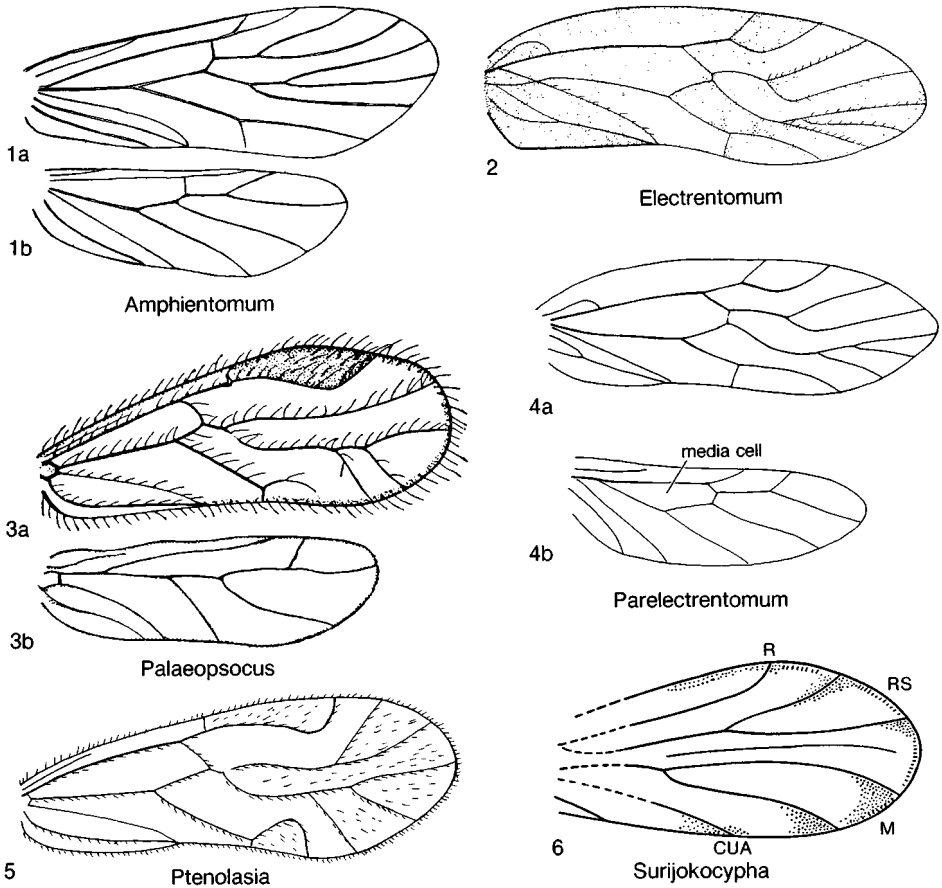 1a
1b
Amphientomum
2
Electrentomum
3a
3b
Palaeopsocus
4a
media cell
4b
Parelectrentomum
5
Ptenolasia
R
RS
M
CUA
6
Surijokocypha